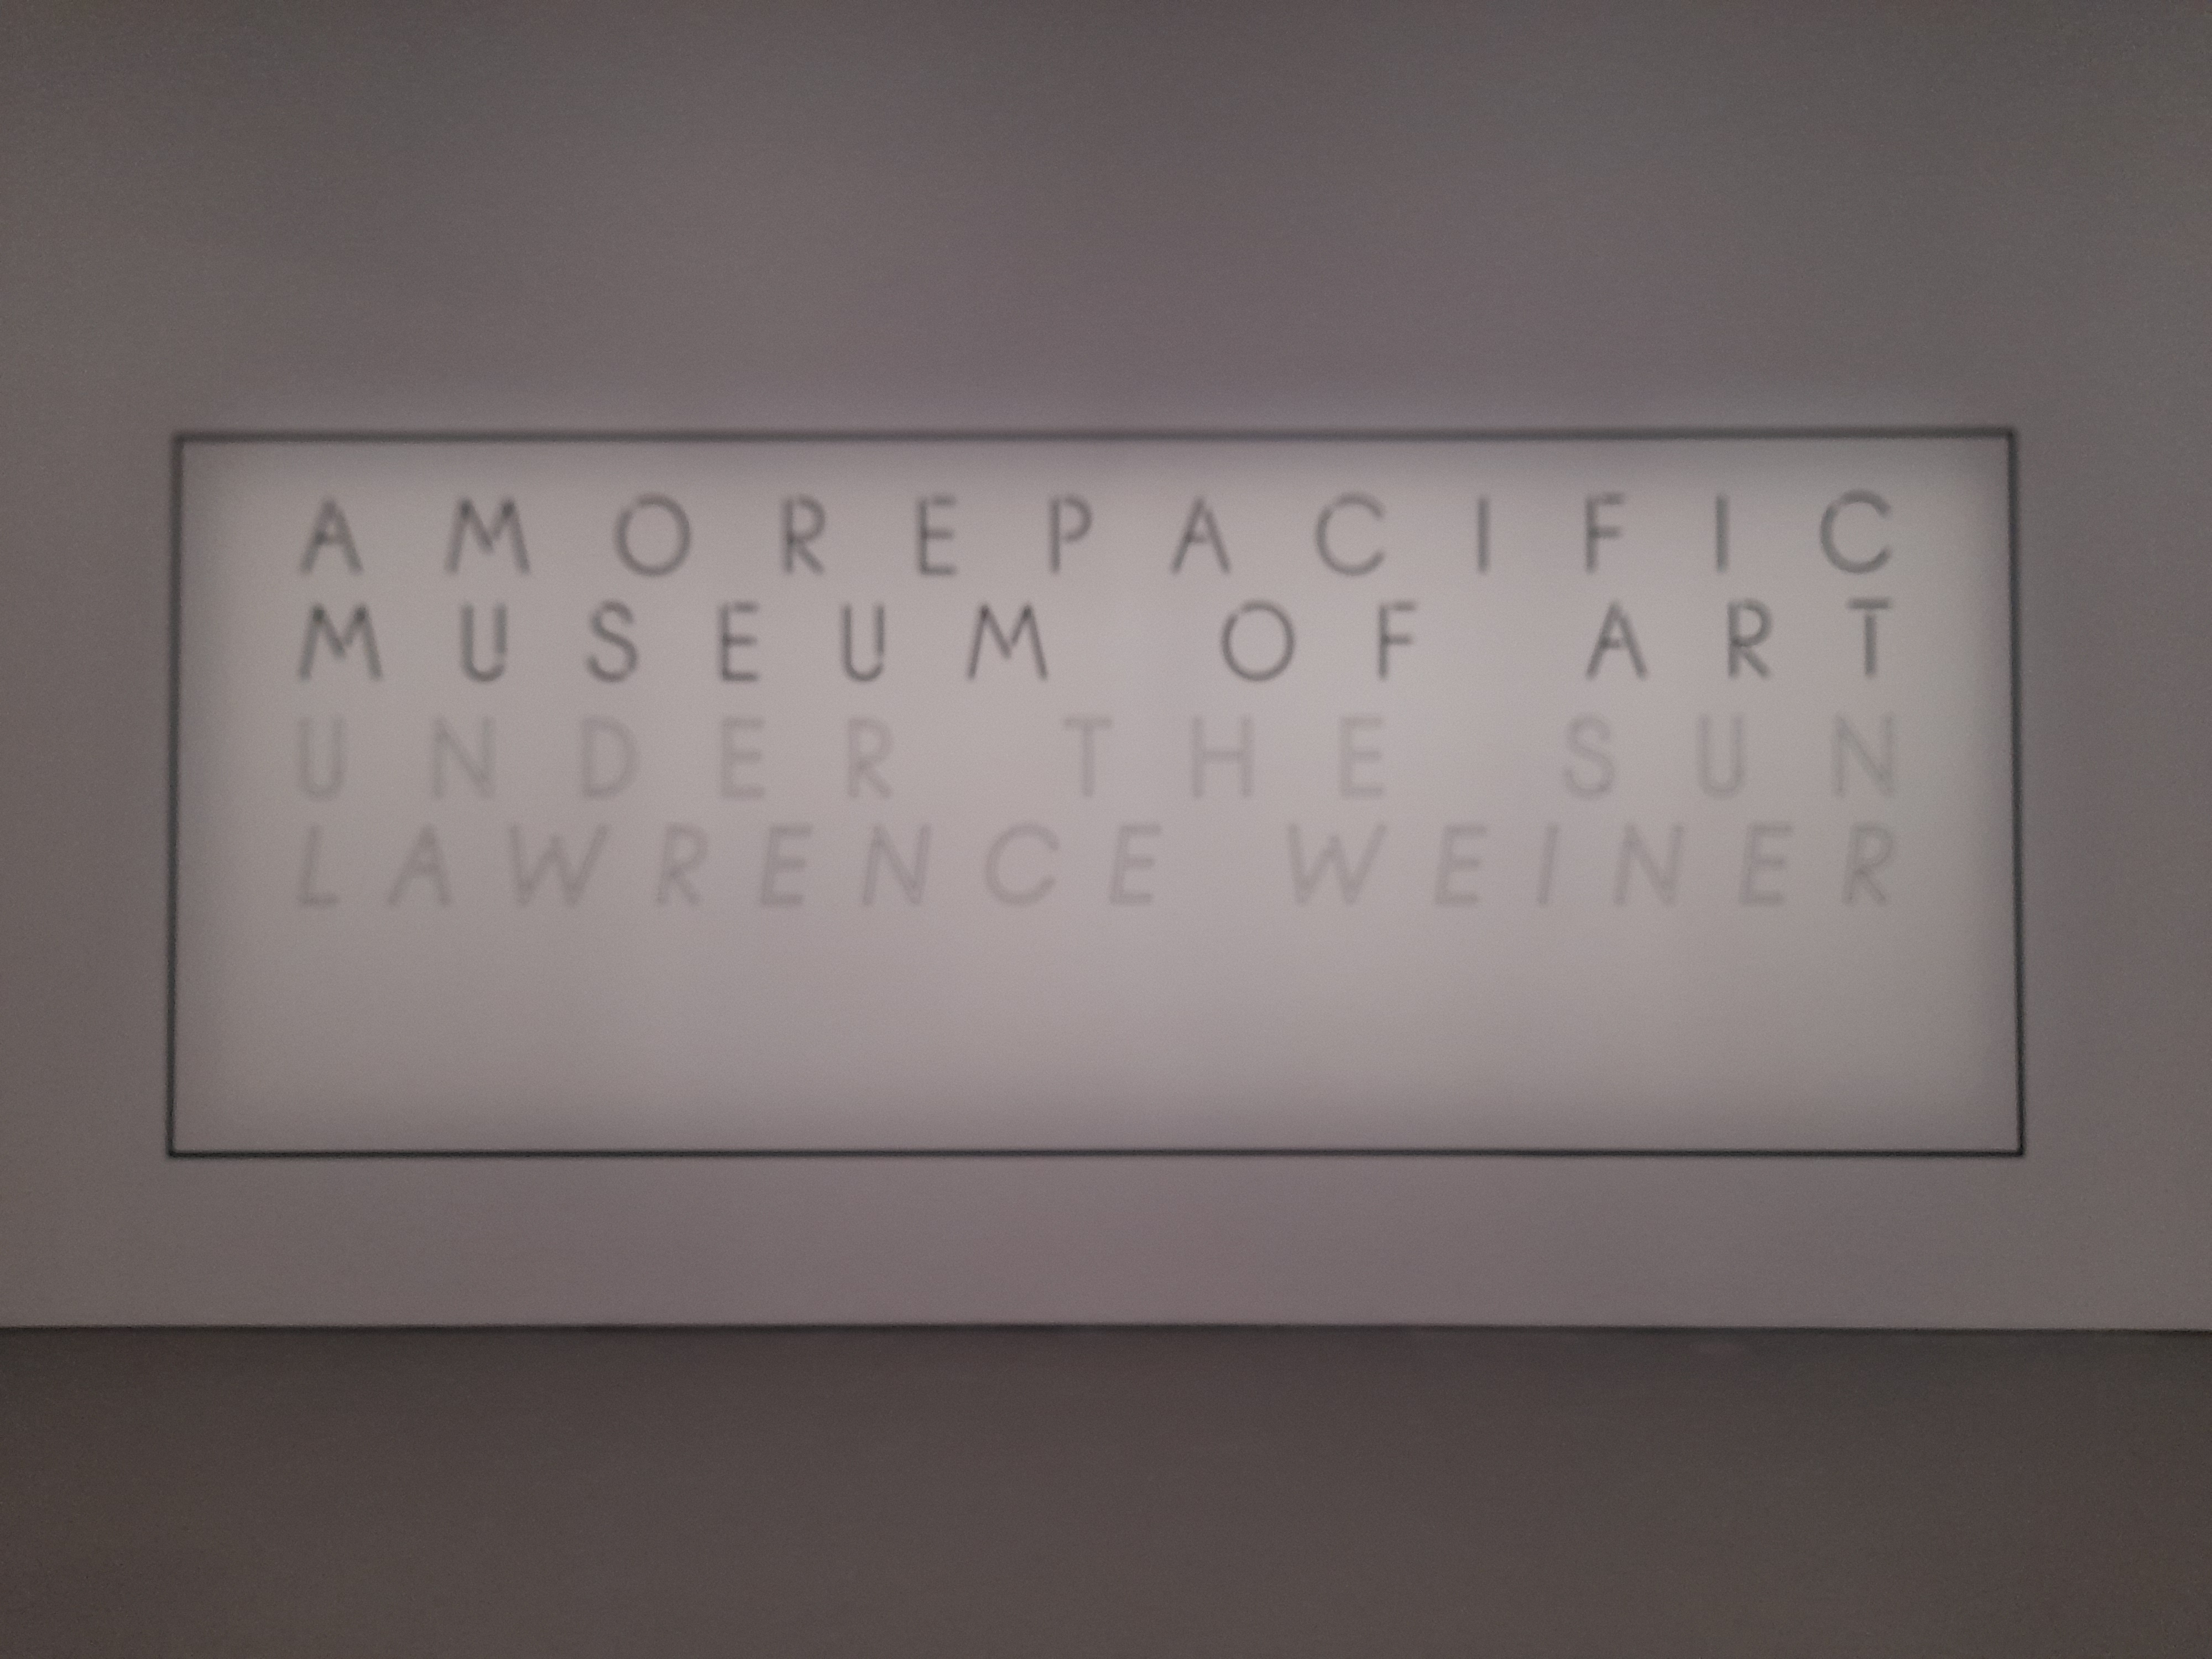 AMOREPACIFIC
MUSEUM OF ART
UNDER THE SUN
LAWRENCE WEINER